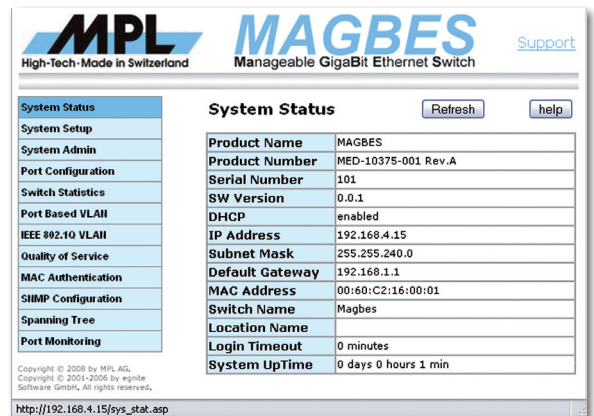 MPL
High-Tech · Made in Switzerland
MAGBES
Manageable GigaBit Ethernet Switch
Support
System Status
System Setup
System Admin
Port Configuration
Switch Statistics
Port Based VLAN
IEEE 802.1Q VLAN
Quality of Service
MAC Authentication
SNMP Configuration
Spanning Tree
Port Monitoring
Copyright © 2008 by MPL AG.
Copyright © 2001-2006 by egnite
Software GmbH. All rights reserved.
System Status
Refresh
help
Product Name MAGBES
Product Number MED-10375-001 Rev.A
Serial Number 101
SW Version 0.0.1
DHCP enabled
IP Address 192.168.4.15
Subnet Mask 255.255.240.0
Default Gateway 192.168.1.1
MAC Address 00:60:C2:16:00:01
Switch Name Magbes
Location Name
Login Timeout 0 minutes
System UpTime 0 days 0 hours 1 min
http://192.168.4.15/sys_stat.asp